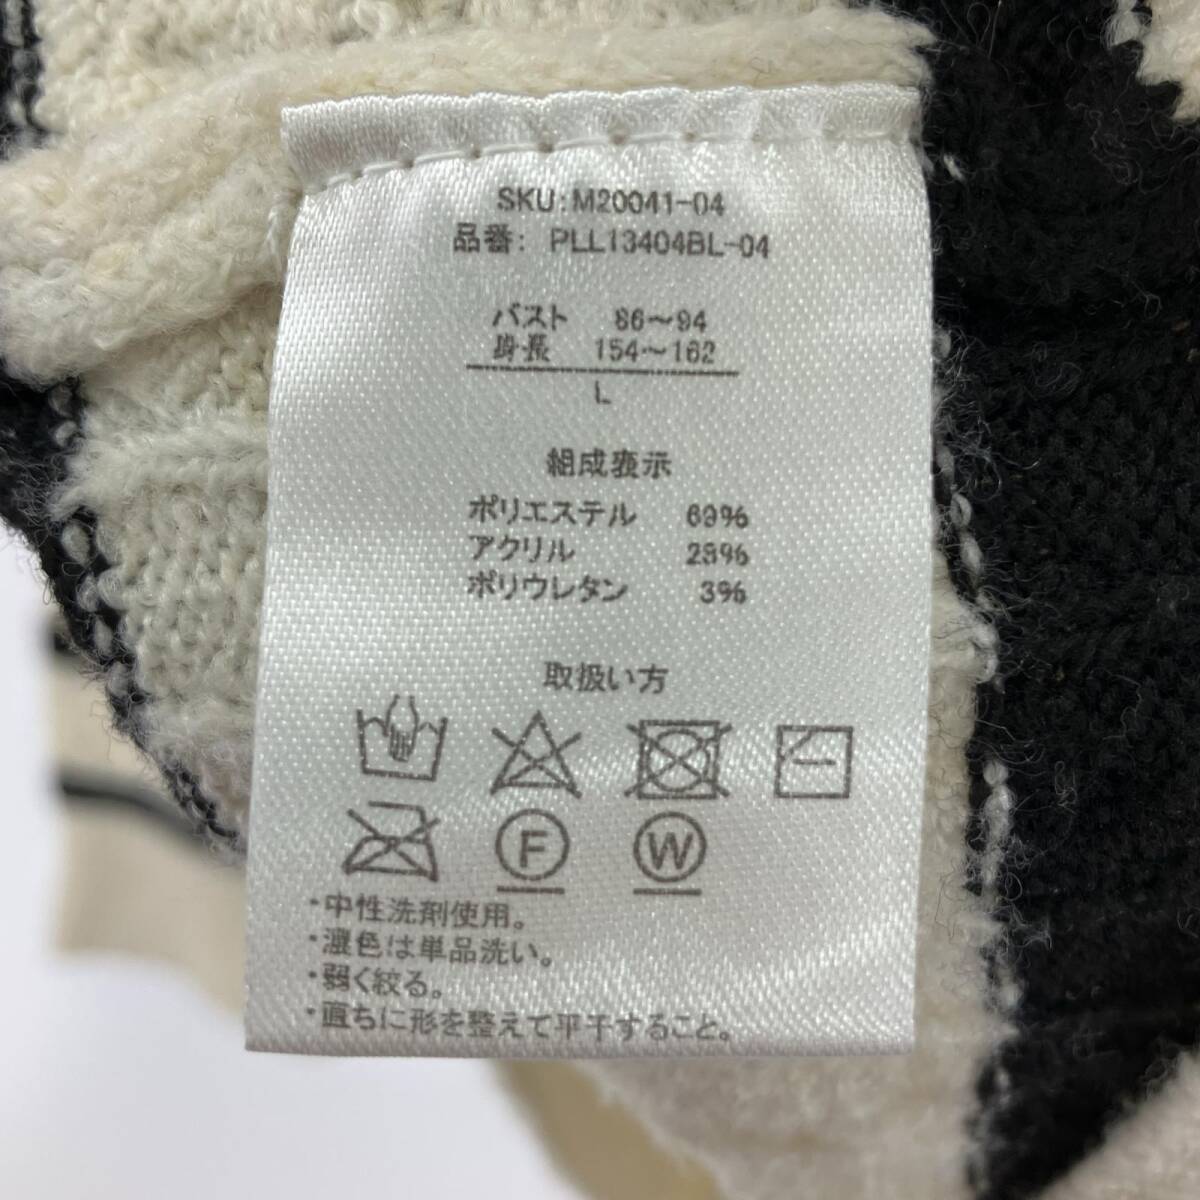 SKU:M20041-04
品番: PLL13404BL-04
バスト 86～94
身長 154～162
L
組成表示
ポリエステル 69%
アクリル 28%
ポリウレタン 3%
取扱い方
F W
・中性洗剤使用。
・濃色は単品洗い。
・弱く絞る。
・直ちに形を整えて平干すること。